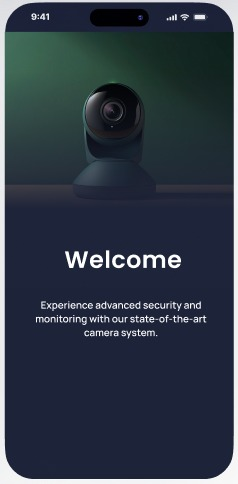 9:41
Welcome
Experience advanced security and
monitoring with our state-of-the-art
camera system.